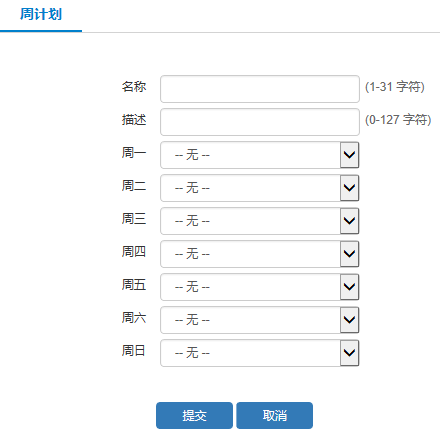 周计划
名称 (1-31 字符)
描述 (0-127 字符)
周一 -- 无 --
周二 -- 无 --
周三 -- 无 --
周四 -- 无 --
周五 -- 无 --
周六 -- 无 --
周日 -- 无 --
提交 取消